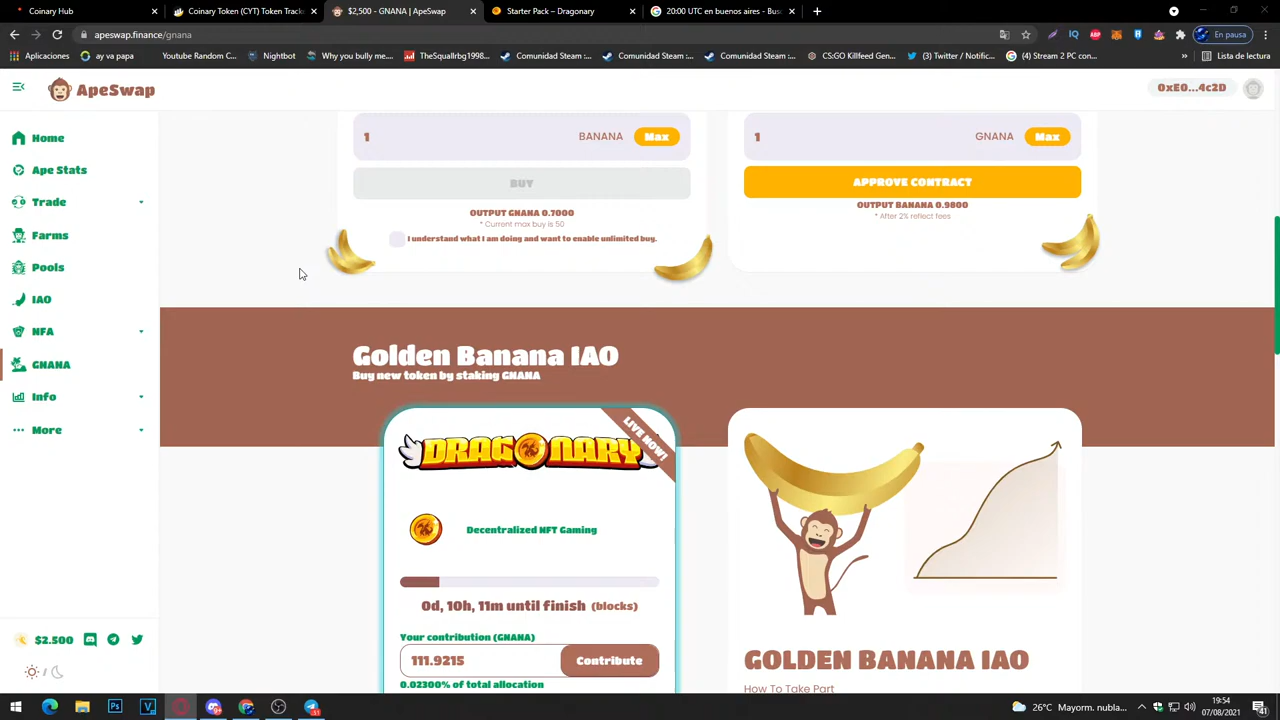 (•) En busca de fondos
Coinary Token (CYT) Token Track
$2,500 - GNANA | ApeSwap
Starter Pack – Dragonary
20:00 UTC en buenos aires - Bus
apeswap.finance/gnana
En pausa
Aplicaciones
ay va papa
Youtube Random C...
Nightbot
Why you bully me....
TheSquallrbg1998...
Comunidad Steam :...
Comunidad Steam :...
Comunidad Steam :...
CS:GO Killfeed Gen...
(3) Twitter / Notific...
(4) Stream 2 PC con...
»
Lista de lectura
ApeSwap
0xE0...4c2D
Home
Ape Stats
Trade
Farms
Pools
IAO
NFA
GNANA
Info
More
$2.500
1
BANANA
Max
BUY
OUTPUT GNANA 0.7000
* Current max buy is 50
I understand what I am doing and want to enable unlimited buy.
1
GNANA
Max
APPROVE CONTRACT
OUTPUT BANANA 0.9800
* After 2% reflect fees
Golden Banana IAO
Buy new token by staking GNANA
DRAGONARY
LIVE NOW!
Decentralized NFT Gaming
0d, 10h, 11m until finish (blocks)
Your contribution (GNANA)
111.9215
Contribute
0.02300% of total allocation
GOLDEN BANANA IAO
How To Take Part
26°C Mayorm. nubla...
19:54
07/08/2021